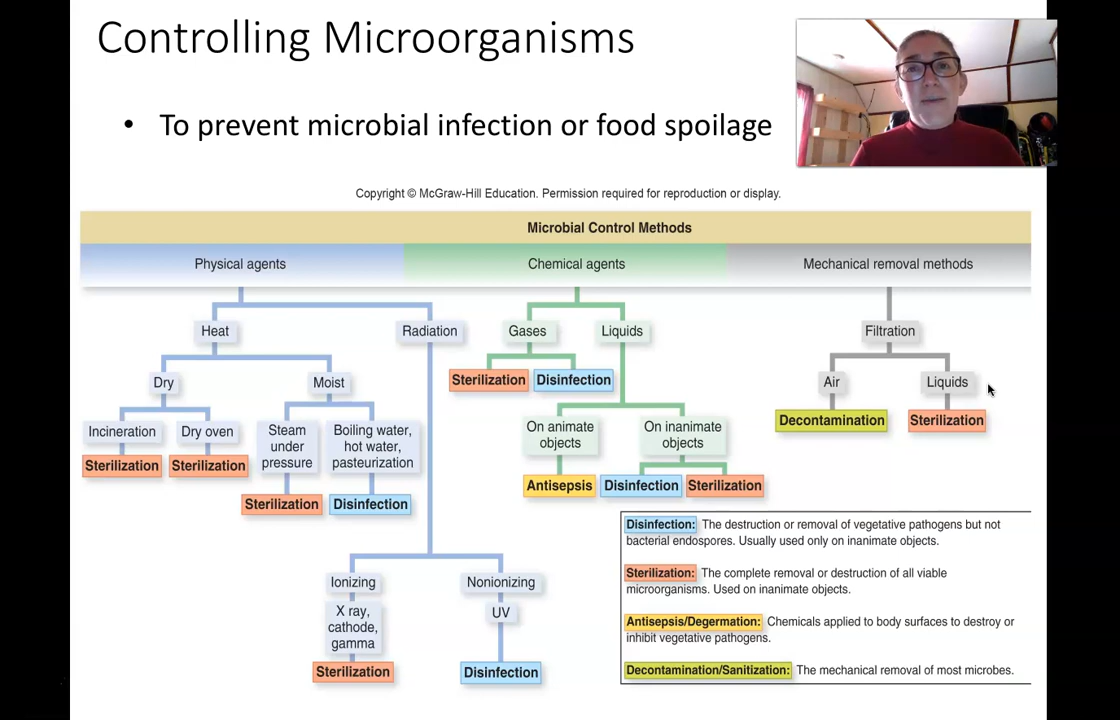 Controlling Microorganisms
• To prevent microbial infection or food spoilage
Copyright © McGraw-Hill Education. Permission required for reproduction or display.
Microbial Control Methods
Physical agents
Chemical agents
Mechanical removal methods
Heat
Radiation
Gases
Liquids
Filtration
Dry
Moist
Sterilization
Disinfection
Air
Liquids
Decontamination
Sterilization
Incineration
Dry oven
Steam
under
pressure
Boiling water,
hot water,
pasteurization
On animate
objects
On inanimate
objects
Sterilization
Sterilization
Sterilization
Disinfection
Antisepsis
Disinfection
Sterilization
Ionizing
Nonionizing
X ray,
cathode,
gamma
UV
Sterilization
Disinfection
Disinfection: The destruction or removal of vegetative pathogens but not
bacterial endospores. Usually used only on inanimate objects.
Sterilization: The complete removal or destruction of all viable
microorganisms. Used on inanimate objects.
Antisepsis/Degermation: Chemicals applied to body surfaces to destroy or
inhibit vegetative pathogens.
Decontamination/Sanitization: The mechanical removal of most microbes.